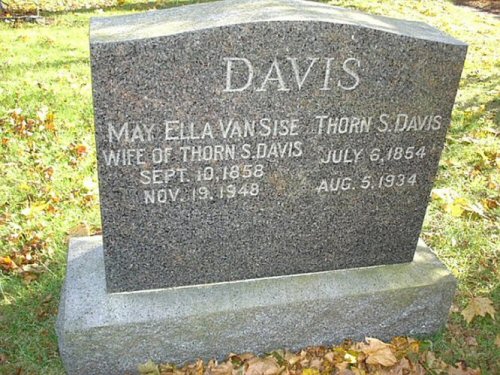 DAVIS
MAY ELLA VAN SISE
WIFE OF THORN S. DAVIS
SEPT. 10, 1858
NOV. 19, 1948
THORN S. DAVIS
JULY 6, 1854
AUG. 5, 1934